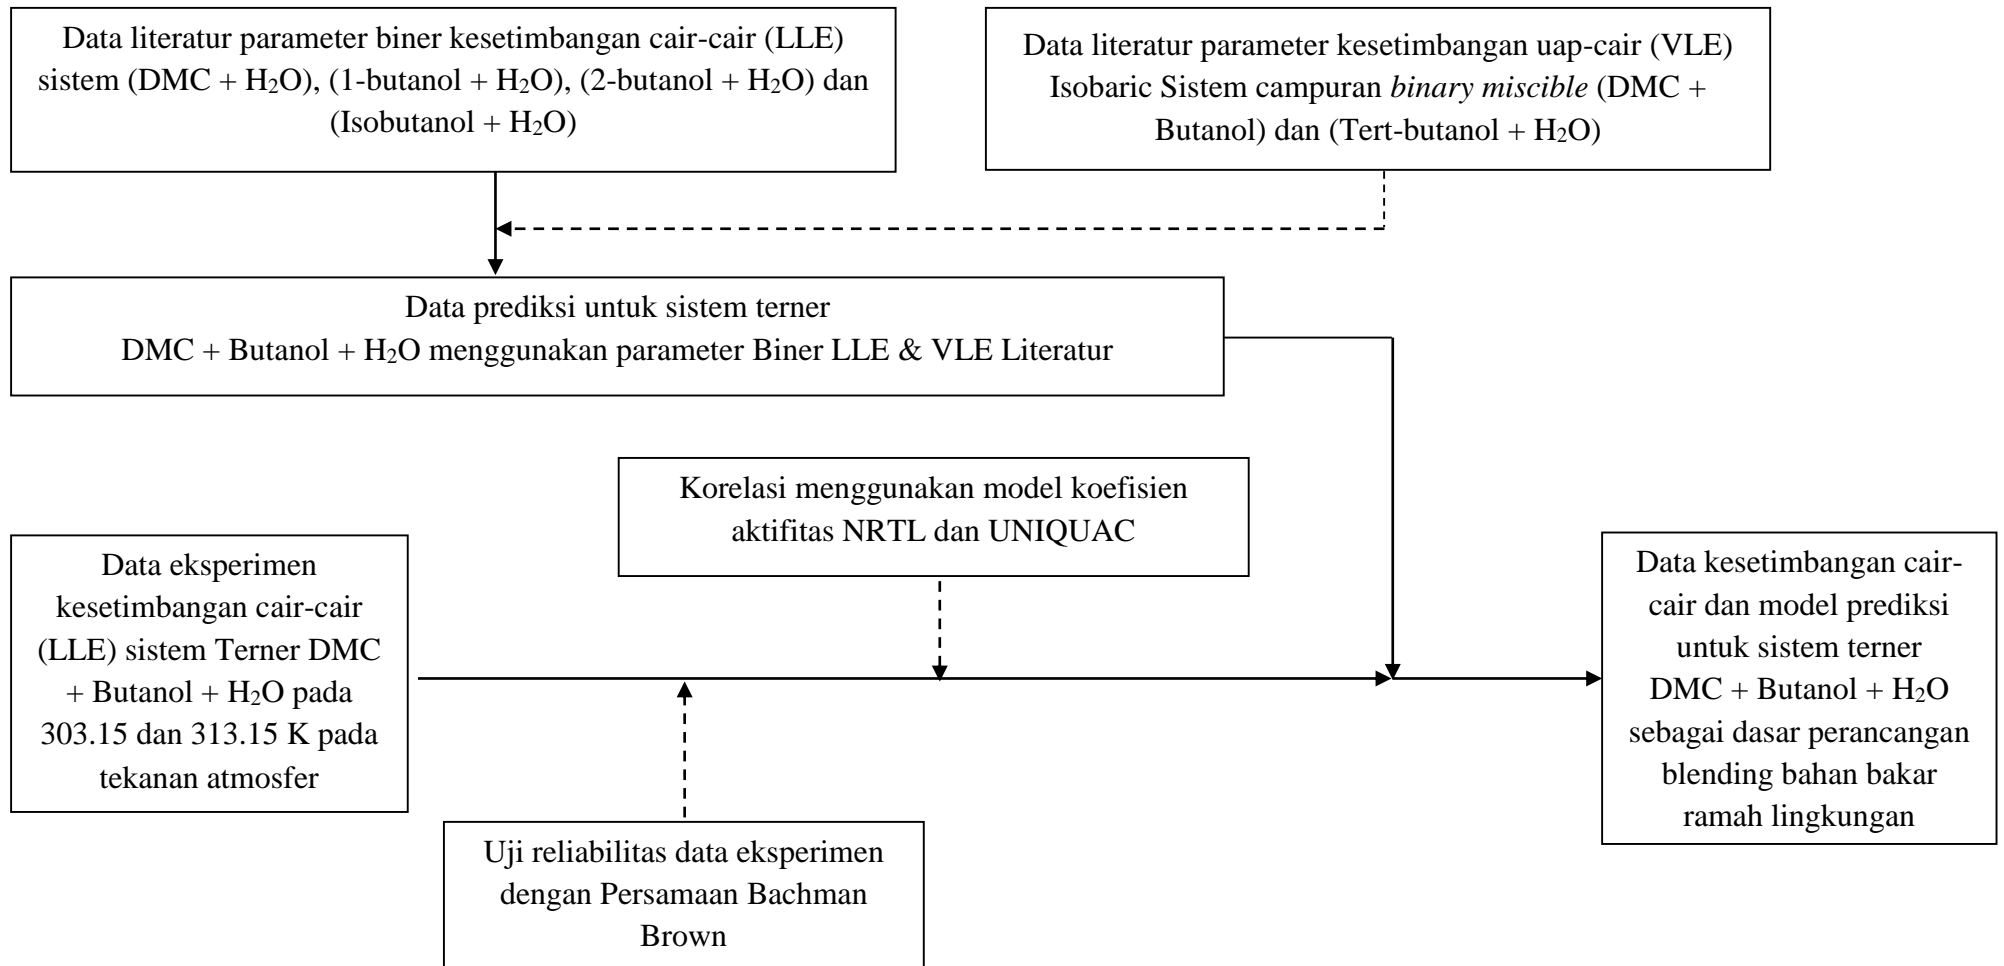 Data literatur parameter biner kesetimbangan cair-cair (LLE)
sistem (DMC + H₂O), (1-butanol + H₂O), (2-butanol + H₂O) dan
(Isobutanol + H₂O)
Data literatur parameter kesetimbangan uap-cair (VLE)
Isobaric Sistem campuran binary miscible (DMC +
Butanol) dan (Tert-butanol + H₂O)
Data prediksi untuk sistem terner
DMC + Butanol + H₂O menggunakan parameter Biner LLE & VLE Literatur
Korelasi menggunakan model koefisien
aktifitas NRTL dan UNIQUAC
Data eksperimen
kesetimbangan cair-cair
(LLE) sistem Terner DMC
+ Butanol + H₂O pada
303.15 dan 313.15 K pada
tekanan atmosfer
Uji reliabilitas data eksperimen
dengan Persamaan Bachman
Brown
Data kesetimbangan cair-
cair dan model prediksi
untuk sistem terner
DMC + Butanol + H₂O
sebagai dasar perancangan
blending bahan bakar
ramah lingkungan